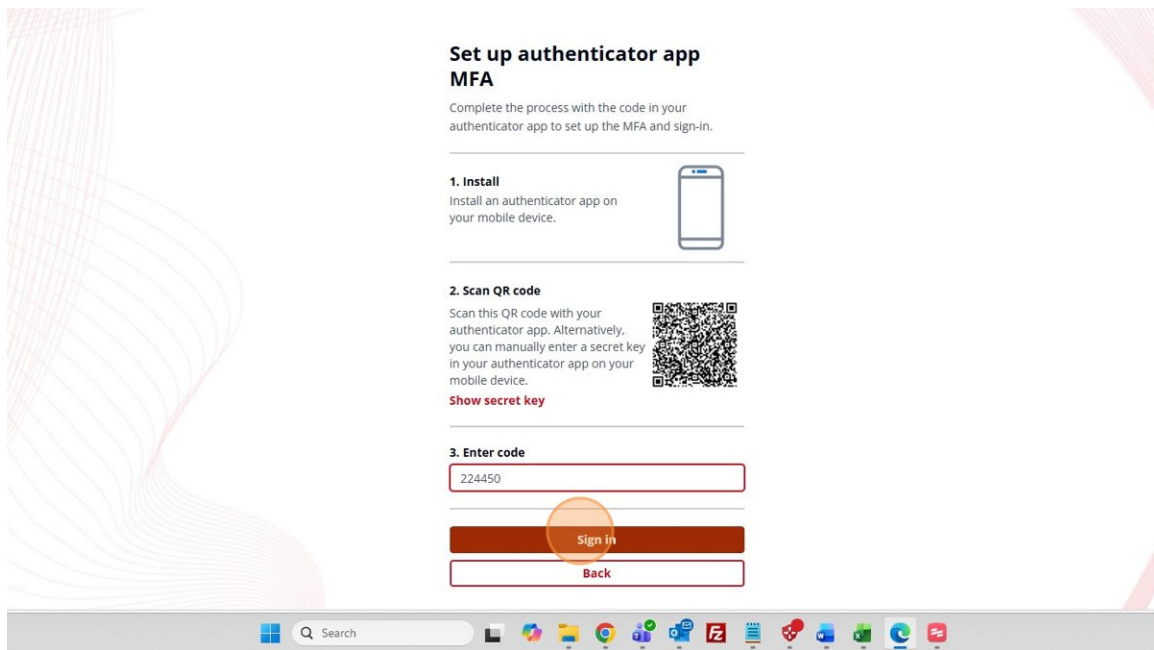 Set up authenticator app
MFA
Complete the process with the code in your
authenticator app to set up the MFA and sign-in.
1. Install
Install an authenticator app on
your mobile device.
2. Scan QR code
Scan this QR code with your
authenticator app. Alternatively,
you can manually enter a secret key
in your authenticator app on your
mobile device.
Show secret key
3. Enter code
224450
Sign in
Back
Search